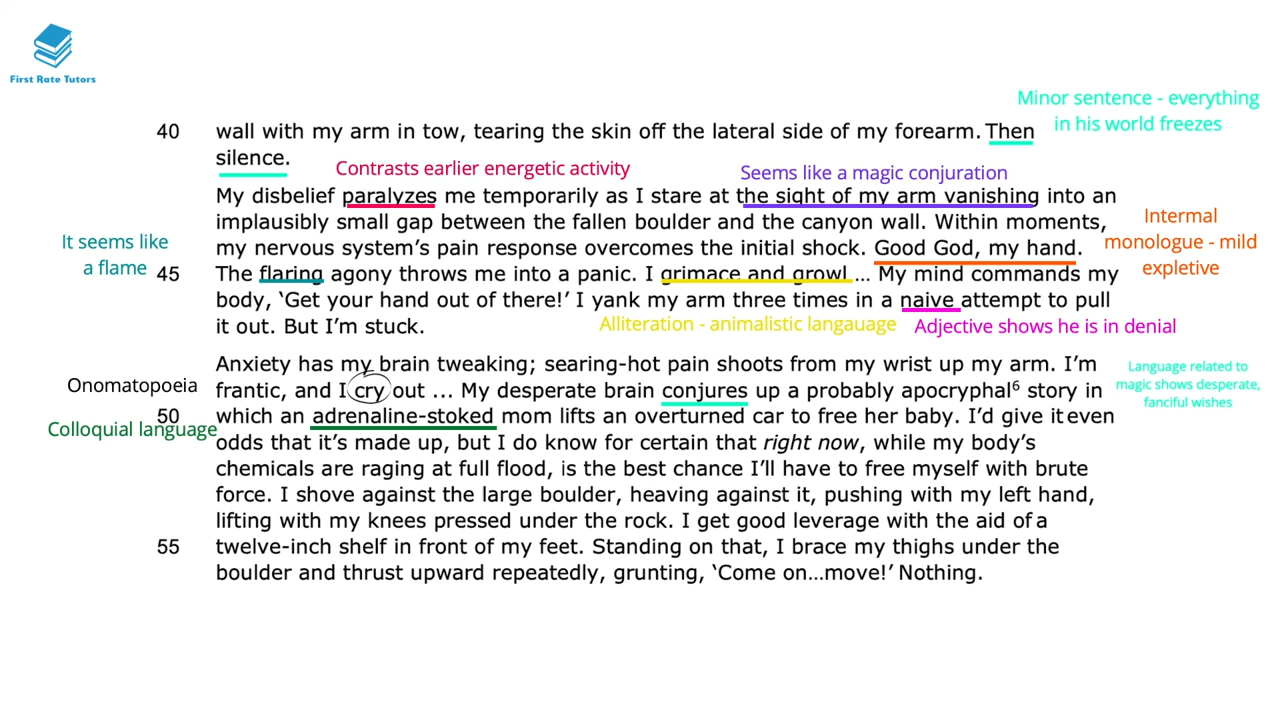 First Rate Tutors
Minor sentence - everything
in his world freezes
40 wall with my arm in tow, tearing the skin off the lateral side of my forearm. Then
silence.
Contrasts earlier energetic activity
Seems like a magic conjuration
My disbelief paralyzes me temporarily as I stare at the sight of my arm vanishing into an
implausibly small gap between the fallen boulder and the canyon wall. Within moments,
my nervous system’s pain response overcomes the initial shock. Good God, my hand.
Intermal
monologue - mild
expletive
It seems like
a flame
45 The flaring agony throws me into a panic. I grimace and growl … My mind commands my
body, ‘Get your hand out of there!’ I yank my arm three times in a naive attempt to pull
it out. But I’m stuck.
Alliteration - animalistic langauage
Adjective shows he is in denial
Anxiety has my brain tweaking; searing-hot pain shoots from my wrist up my arm. I’m
Onomatopoeia
frantic, and I cry out … My desperate brain conjures up a probably apocryphal6 story in
Language related to
magic shows desperate,
fanciful wishes
50 which an adrenaline-stoked mom lifts an overturned car to free her baby. I’d give it even
Colloquial language
odds that it’s made up, but I do know for certain that right now, while my body’s
chemicals are raging at full flood, is the best chance I’ll have to free myself with brute
force. I shove against the large boulder, heaving against it, pushing with my left hand,
lifting with my knees pressed under the rock. I get good leverage with the aid of a
55 twelve-inch shelf in front of my feet. Standing on that, I brace my thighs under the
boulder and thrust upward repeatedly, grunting, ‘Come on…move!’ Nothing.